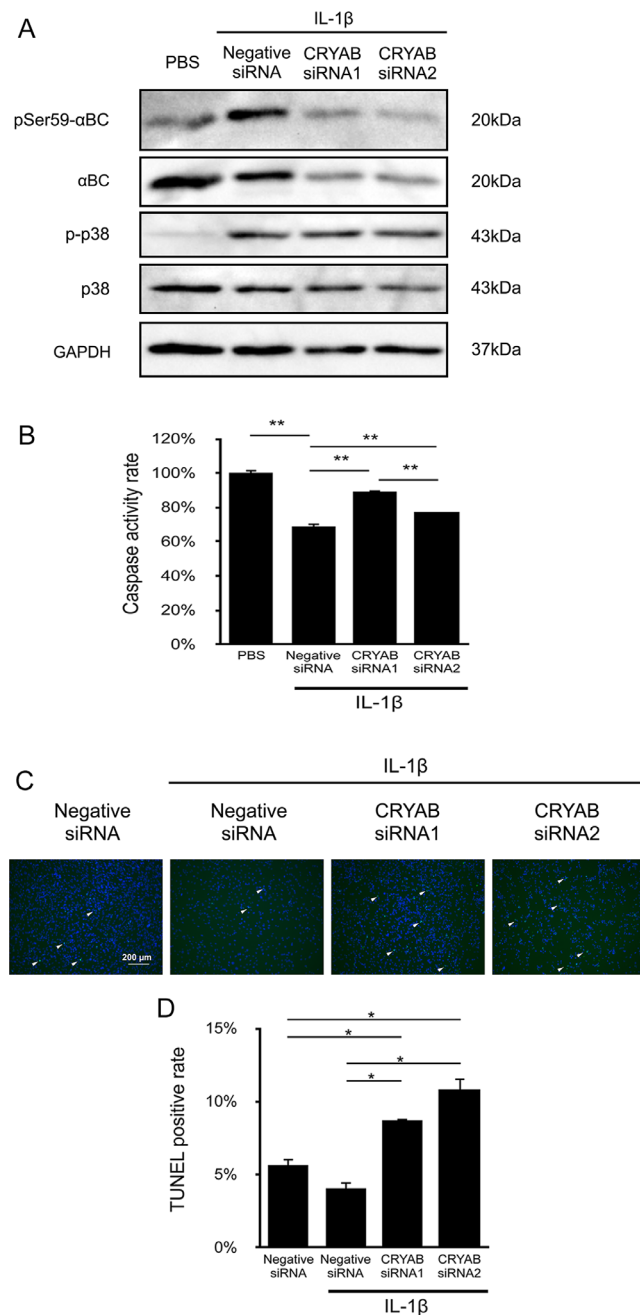 A
IL-1β
PBS
Negative
siRNA
CRYAB
siRNA1
CRYAB
siRNA2
pSer59-αBC
20kDa
αBC
20kDa
p-p38
43kDa
p38
43kDa
GAPDH
37kDa
B
Caspase activity rate
120%
100%
80%
60%
40%
20%
0%
**
**
**
**
PBS
Negative
siRNA
CRYAB
siRNA1
CRYAB
siRNA2
IL-1β
C
IL-1β
Negative
siRNA
Negative
siRNA
CRYAB
siRNA1
CRYAB
siRNA2
200 µm
D
TUNEL positive rate
15%
10%
5%
0%
*
*
*
*
Negative
siRNA
Negative
siRNA
CRYAB
siRNA1
CRYAB
siRNA2
IL-1β